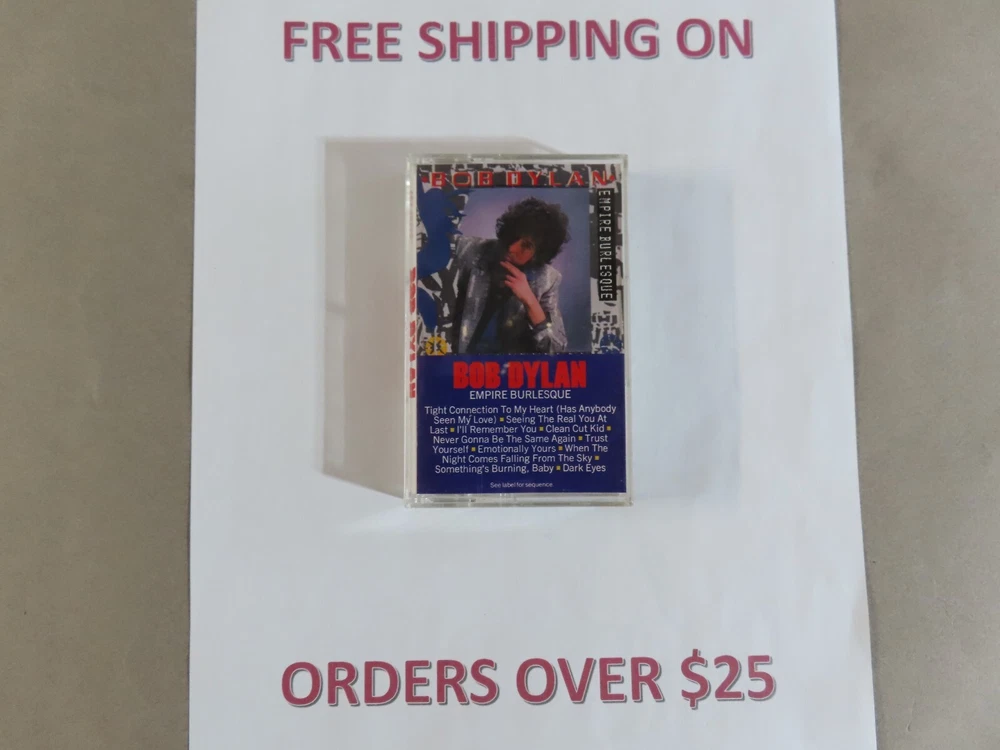 FREE SHIPPING ON
BOB DYLAN
EMPIRE BURLESQUE
BOB DYLAN
BOB DYLAN
EMPIRE BURLESQUE
Tight Connection To My Heart (Has Anybody
Seen My Love) ▪ Seeing The Real You At
Last ▪ I'll Remember You ▪ Clean Cut Kid ▪
Never Gonna Be The Same Again ▪ Trust
Yourself ▪ Emotionally Yours ▪ When The
Night Comes Falling From The Sky ▪
Something's Burning, Baby ▪ Dark Eyes
See label for sequence
ORDERS OVER $25